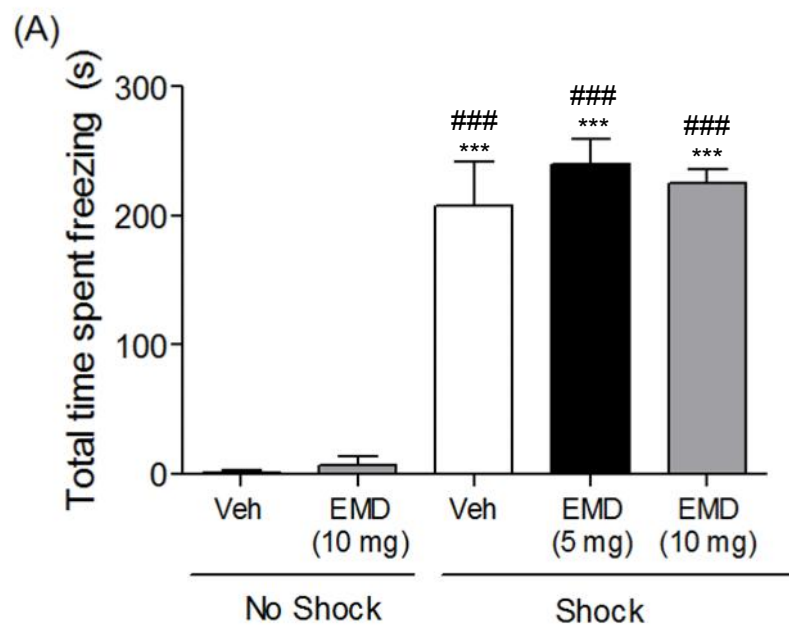 (A)
Total time spent freezing (s)
300
200
100
0
###
***
###
***
###
***
Veh
EMD
(10 mg)
Veh
EMD
(5 mg)
EMD
(10 mg)
No Shock
Shock